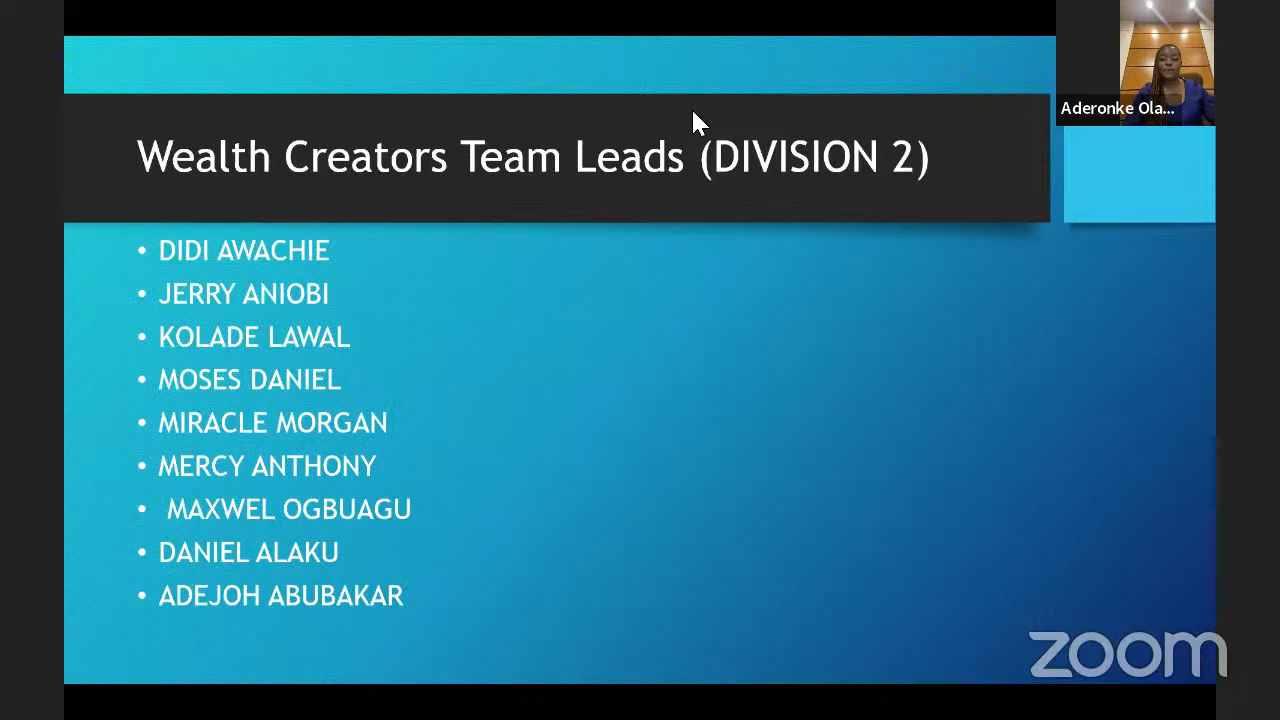 Aderonke Ola...
Wealth Creators Team Leads (DIVISION 2)
• DIDI AWACHIE
• JERRY ANIOBI
• KOLADE LAWAL
• MOSES DANIEL
• MIRACLE MORGAN
• MERCY ANTHONY
• MAXWEL OGBUAGU
• DANIEL ALAKU
• ADEJOH ABUBAKAR
zoom